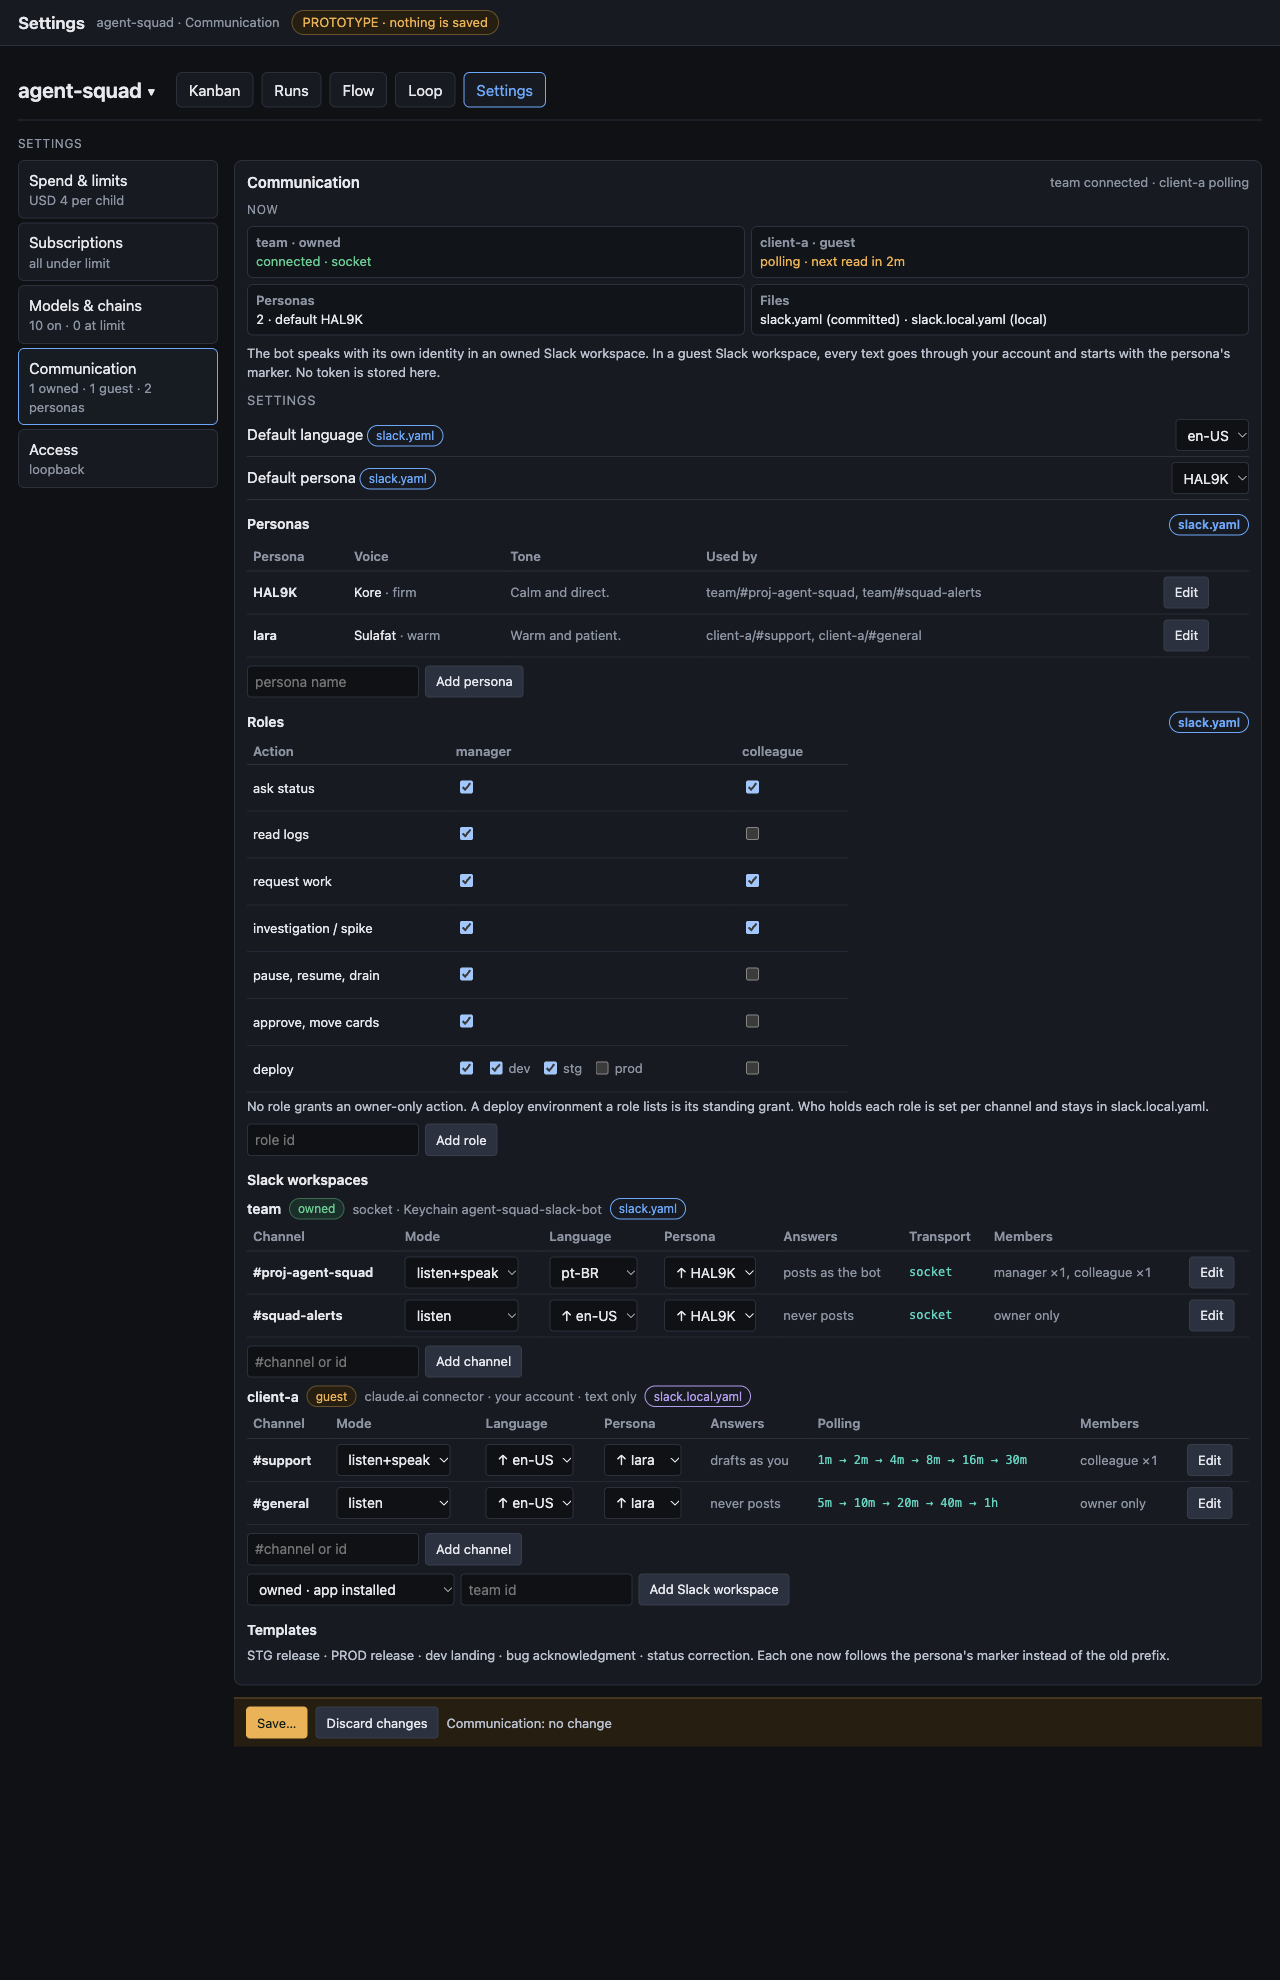 Settings agent-squad · Communication PROTOTYPE · nothing is saved
agent-squad ▾ Kanban Runs Flow Loop Settings
SETTINGS
Spend & limits
USD 4 per child
Subscriptions
all under limit
Models & chains
10 on · 0 at limit
Communication
1 owned · 1 guest · 2
personas
Access
loopback
Communication team connected · client-a polling
NOW
team · owned
connected · socket
client-a · guest
polling · next read in 2m
Personas
2 · default HAL9K
Files
slack.yaml (committed) · slack.local.yaml (local)
The bot speaks with its own identity in an owned Slack workspace. In a guest Slack workspace, every text goes through your account and starts with the persona's
marker. No token is stored here.
SETTINGS
Default language slack.yaml en-US
Default persona slack.yaml HAL9K
Personas slack.yaml
Persona Voice Tone Used by
HAL9K Kore · firm Calm and direct. team/#proj-agent-squad, team/#squad-alerts Edit
Iara Sulafat · warm Warm and patient. client-a/#support, client-a/#general Edit
persona name Add persona
Roles slack.yaml
Action manager colleague
ask status
read logs
request work
investigation / spike
pause, resume, drain
approve, move cards
deploy dev stg prod
No role grants an owner-only action. A deploy environment a role lists is its standing grant. Who holds each role is set per channel and stays in slack.local.yaml.
role id Add role
Slack workspaces
team owned socket · Keychain agent-squad-slack-bot slack.yaml
Channel Mode Language Persona Answers Transport Members
#proj-agent-squad listen+speak pt-BR ↑ HAL9K posts as the bot socket manager ×1, colleague ×1 Edit
#squad-alerts listen ↑ en-US ↑ HAL9K never posts socket owner only Edit
#channel or id Add channel
client-a guest claude.ai connector · your account · text only slack.local.yaml
Channel Mode Language Persona Answers Polling Members
#support listen+speak ↑ en-US ↑ Iara drafts as you 1m → 2m → 4m → 8m → 16m → 30m colleague ×1 Edit
#general listen ↑ en-US ↑ Iara never posts 5m → 10m → 20m → 40m → 1h owner only Edit
#channel or id Add channel
owned · app installed team id Add Slack workspace
Templates
STG release · PROD release · dev landing · bug acknowledgment · status correction. Each one now follows the persona's marker instead of the old prefix.
Save... Discard changes Communication: no change